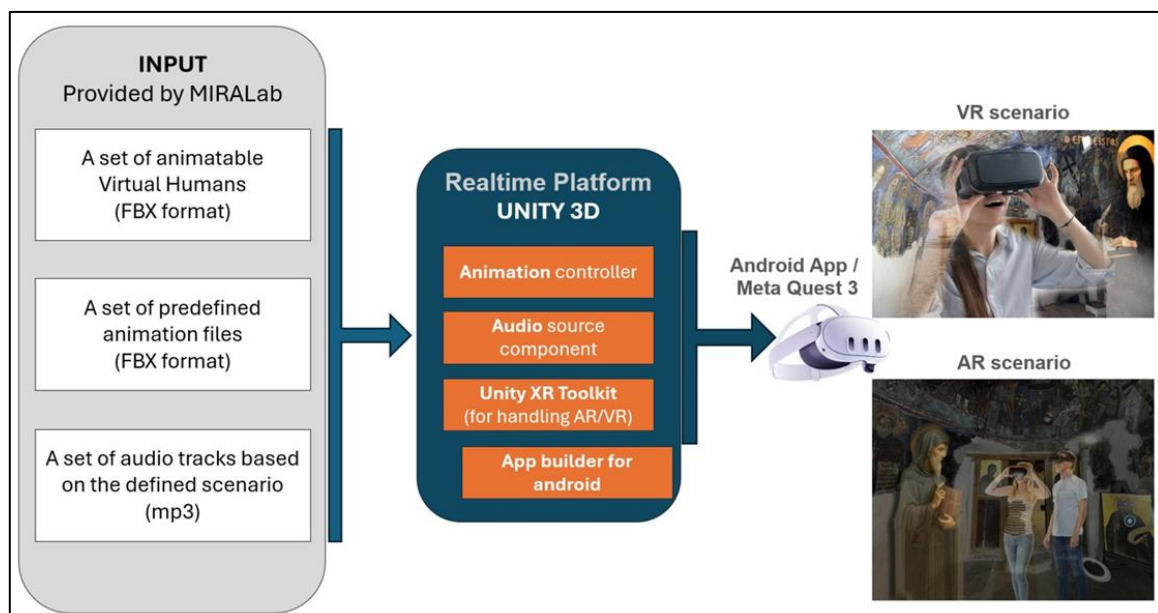 INPUT
Provided by MIRALab
A set of animatable
Virtual Humans
(FBX format)
A set of predefined
animation files
(FBX format)
A set of audio tracks based
on the defined scenario
(mp3)
Realtime Platform
UNITY 3D
Animation controller
Audio source
component
Unity XR Toolkit
(for handling AR/VR)
App builder for
android
Android App /
Meta Quest 3
VR scenario
AR scenario